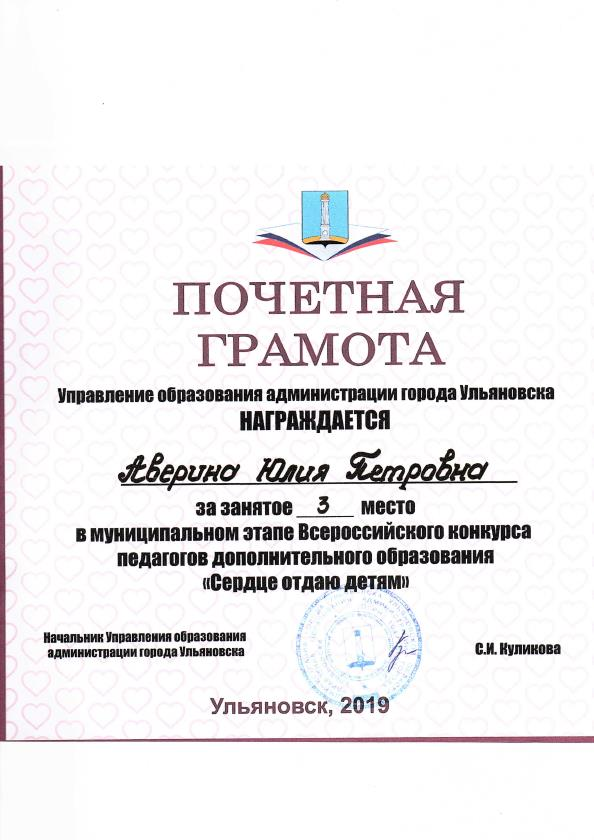 ПОЧЕТНАЯ
ГРАМОТА
Управление образования администрации города Ульяновска
НАГРАЖДАЕТСЯ
Аверина Юлия Петровна
за занятое 3 место
в муниципальном этапе Всероссийского конкурса
педагогов дополнительного образования
«Сердце отдаю детям»
Начальник Управления образования
администрации города Ульяновска
С.И. Куликова
Ульяновск, 2019